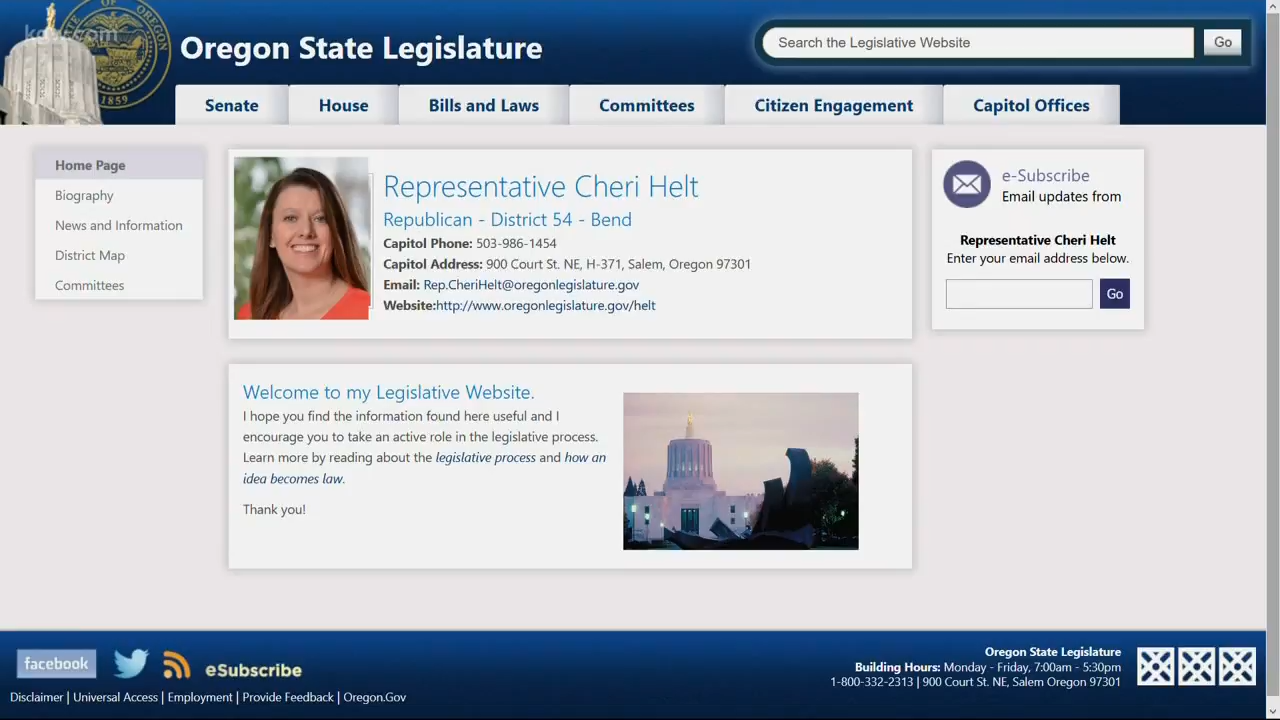 kgw.com
OREGON
1859
Oregon State Legislature
Search the Legislative Website
Go
Senate
House
Bills and Laws
Committees
Citizen Engagement
Capitol Offices
Home Page
Biography
News and Information
District Map
Committees
Representative Cheri Helt
Republican - District 54 - Bend
Capitol Phone: 503-986-1454
Capitol Address: 900 Court St. NE, H-371, Salem, Oregon 97301
Email: Rep.CheriHelt@oregonlegislature.gov
Website:http://www.oregonlegislature.gov/helt
e-Subscribe
Email updates from
Representative Cheri Helt
Enter your email address below.
Go
Welcome to my Legislative Website.
I hope you find the information found here useful and I
encourage you to take an active role in the legislative process.
Learn more by reading about the legislative process and how an
idea becomes law.
Thank you!
facebook
eSubscribe
Disclaimer | Universal Access | Employment | Provide Feedback | Oregon.Gov
Oregon State Legislature
Building Hours: Monday - Friday, 7:00am - 5:30pm
1-800-332-2313 | 900 Court St. NE, Salem Oregon 97301